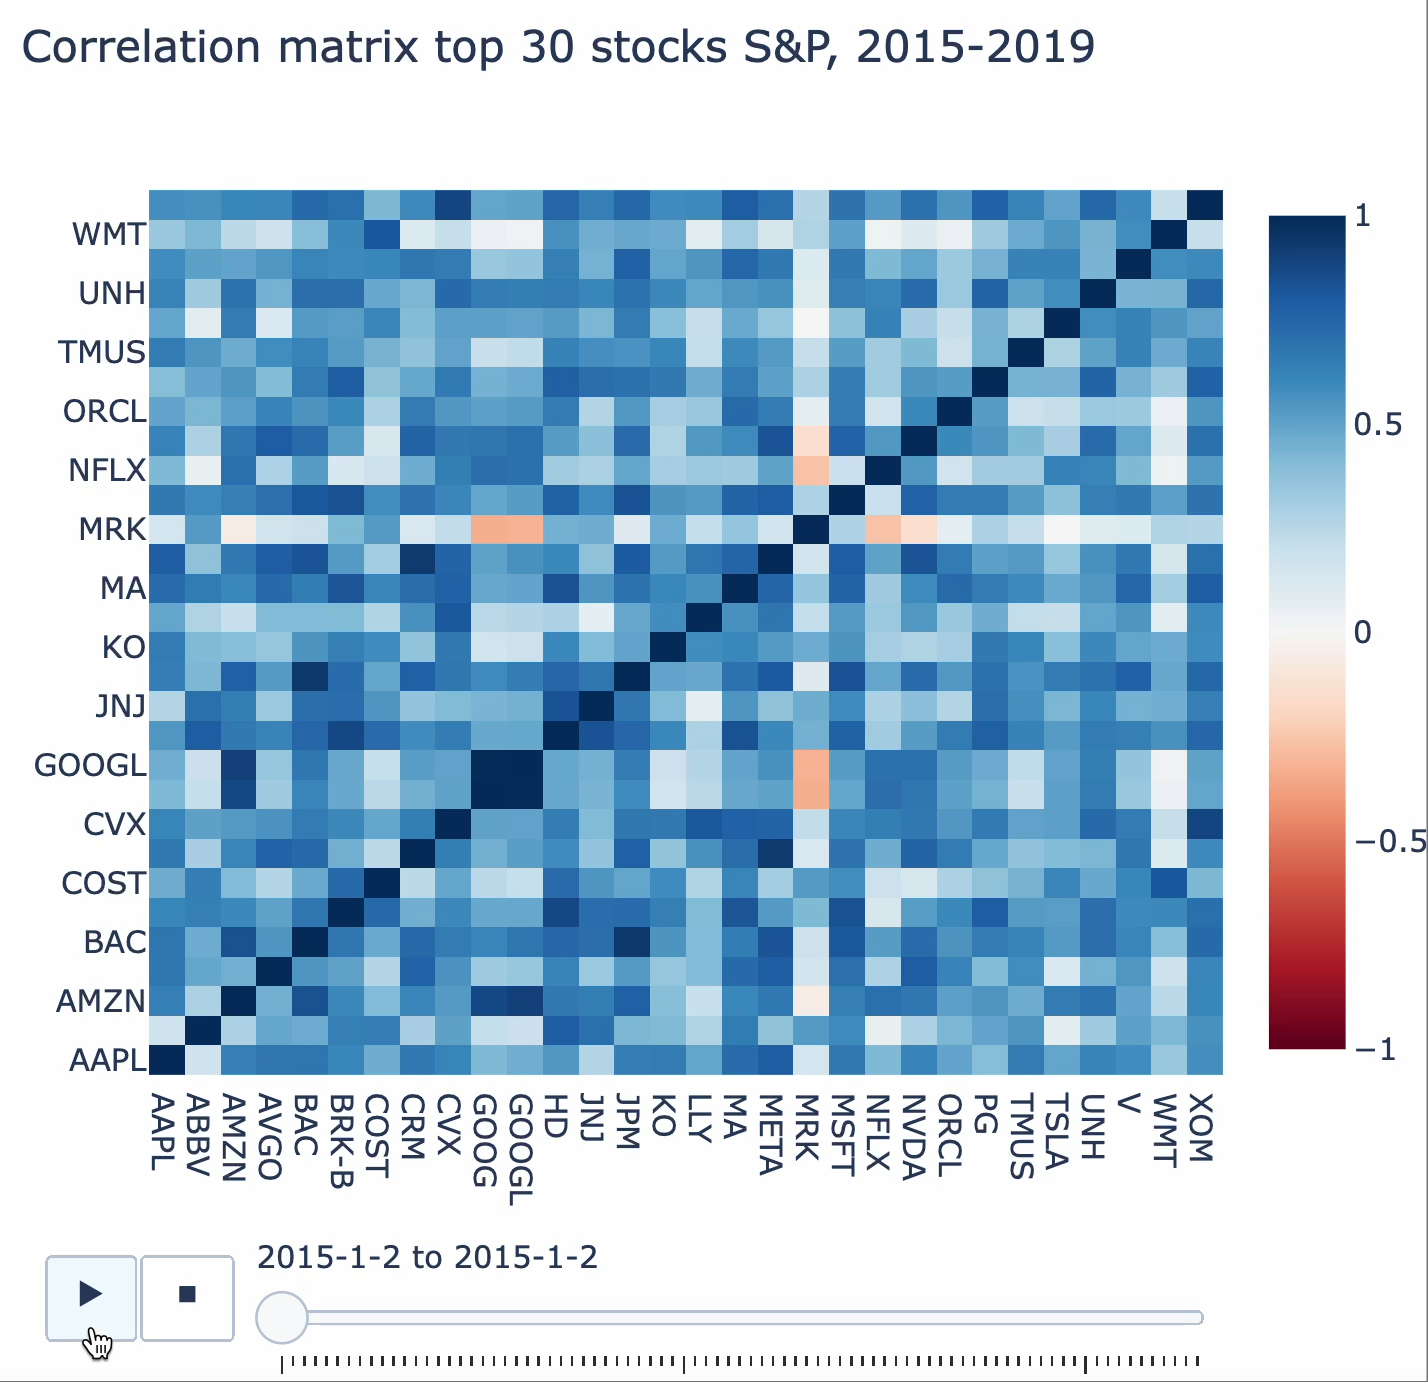 Correlation matrix top 30 stocks S&P, 2015-2019
WMT
UNH
TMUS
ORCL
NFLX
MRK
MA
KO
JNJ
GOOGL
CVX
COST
BAC
AMZN
AAPL
AAPL
ABBV
AMZN
AVGO
BAC
BRK-B
COST
CRM
CVX
GOOG
GOOGL
HD
JNJ
JPM
KO
LLY
MA
META
MRK
MSFT
NFLX
NVDA
ORCL
PG
TMUS
TSLA
UNH
V
WMT
XOM
1
0.5
0
−0.5
−1
2015-1-2 to 2015-1-2